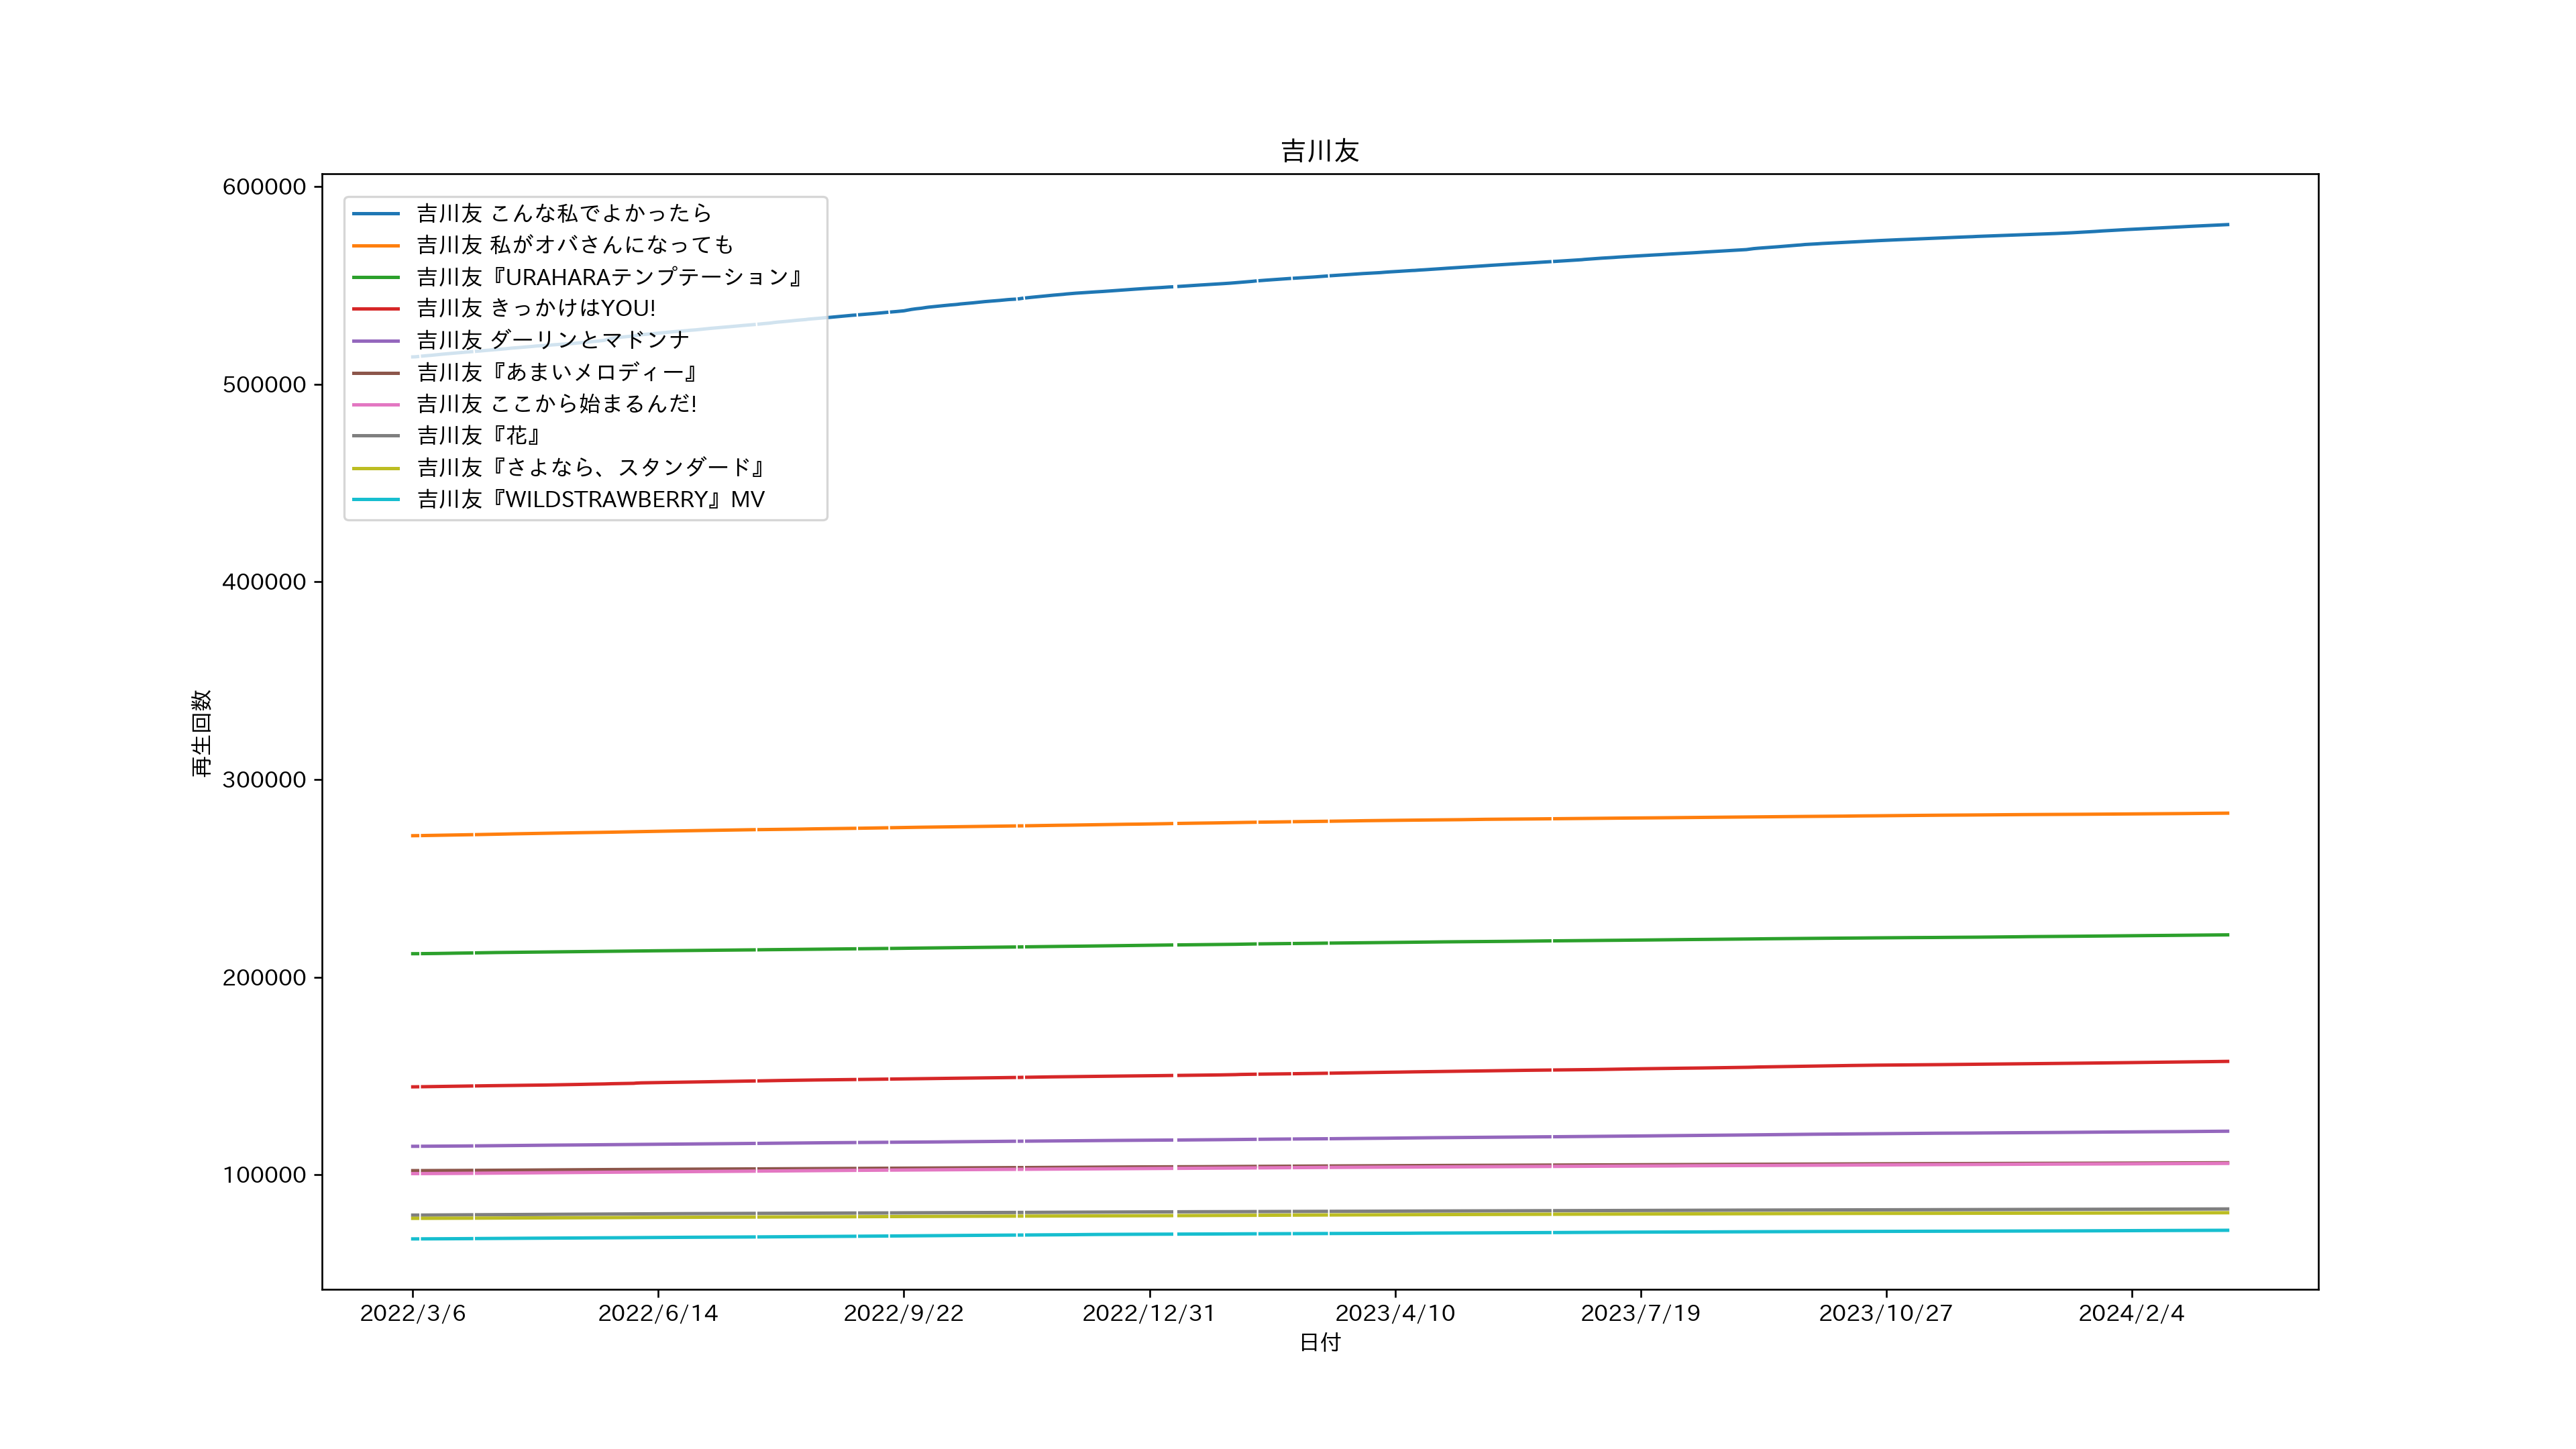 吉川友
600000
500000
400000
300000
200000
100000
再生回数
吉川友 こんな私でよかったら
吉川友 私がオバさんになっても
吉川友『URAHARAテンプテーション』
吉川友 きっかけはYOU!
吉川友 ダーリンとマドンナ
吉川友『あまいメロディー』
吉川友 ここから始まるんだ!
吉川友『花』
吉川友『さよなら、スタンダード』
吉川友『WILDSTRAWBERRY』MV
2022/3/6 2022/6/14 2022/9/22 2022/12/31 2023/4/10 2023/7/19 2023/10/27 2024/2/4
日付